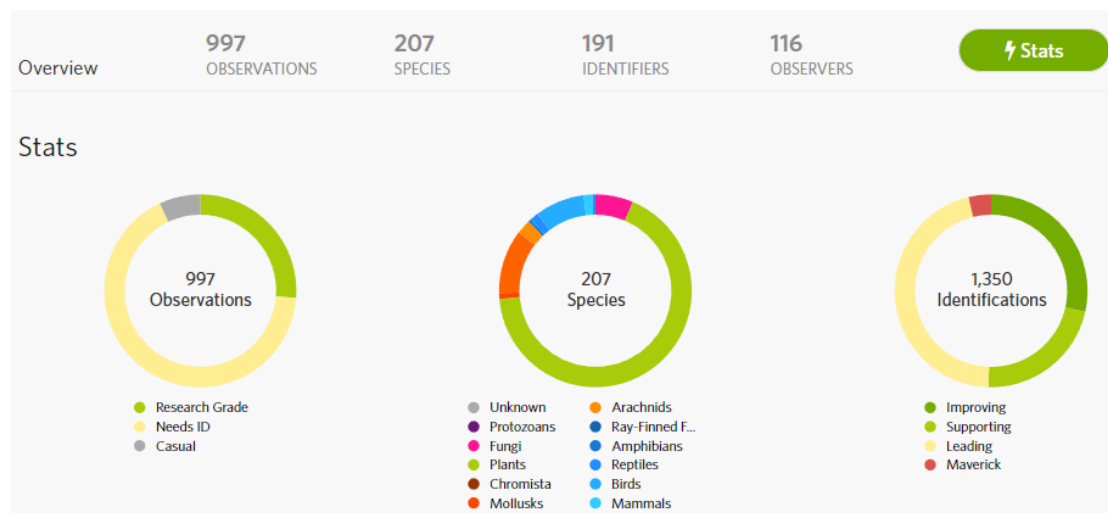 Overview
997
OBSERVATIONS
207
SPECIES
191
IDENTIFIERS
116
OBSERVERS
Stats
Stats
997
Observations
Research Grade
Needs ID
Casual
207
Species
Unknown
Protozoans
Fungi
Plants
Chromista
Mollusks
Arachnids
Ray-Finned F...
Amphibians
Reptiles
Birds
Mammals
1,350
Identifications
Improving
Supporting
Leading
Maverick